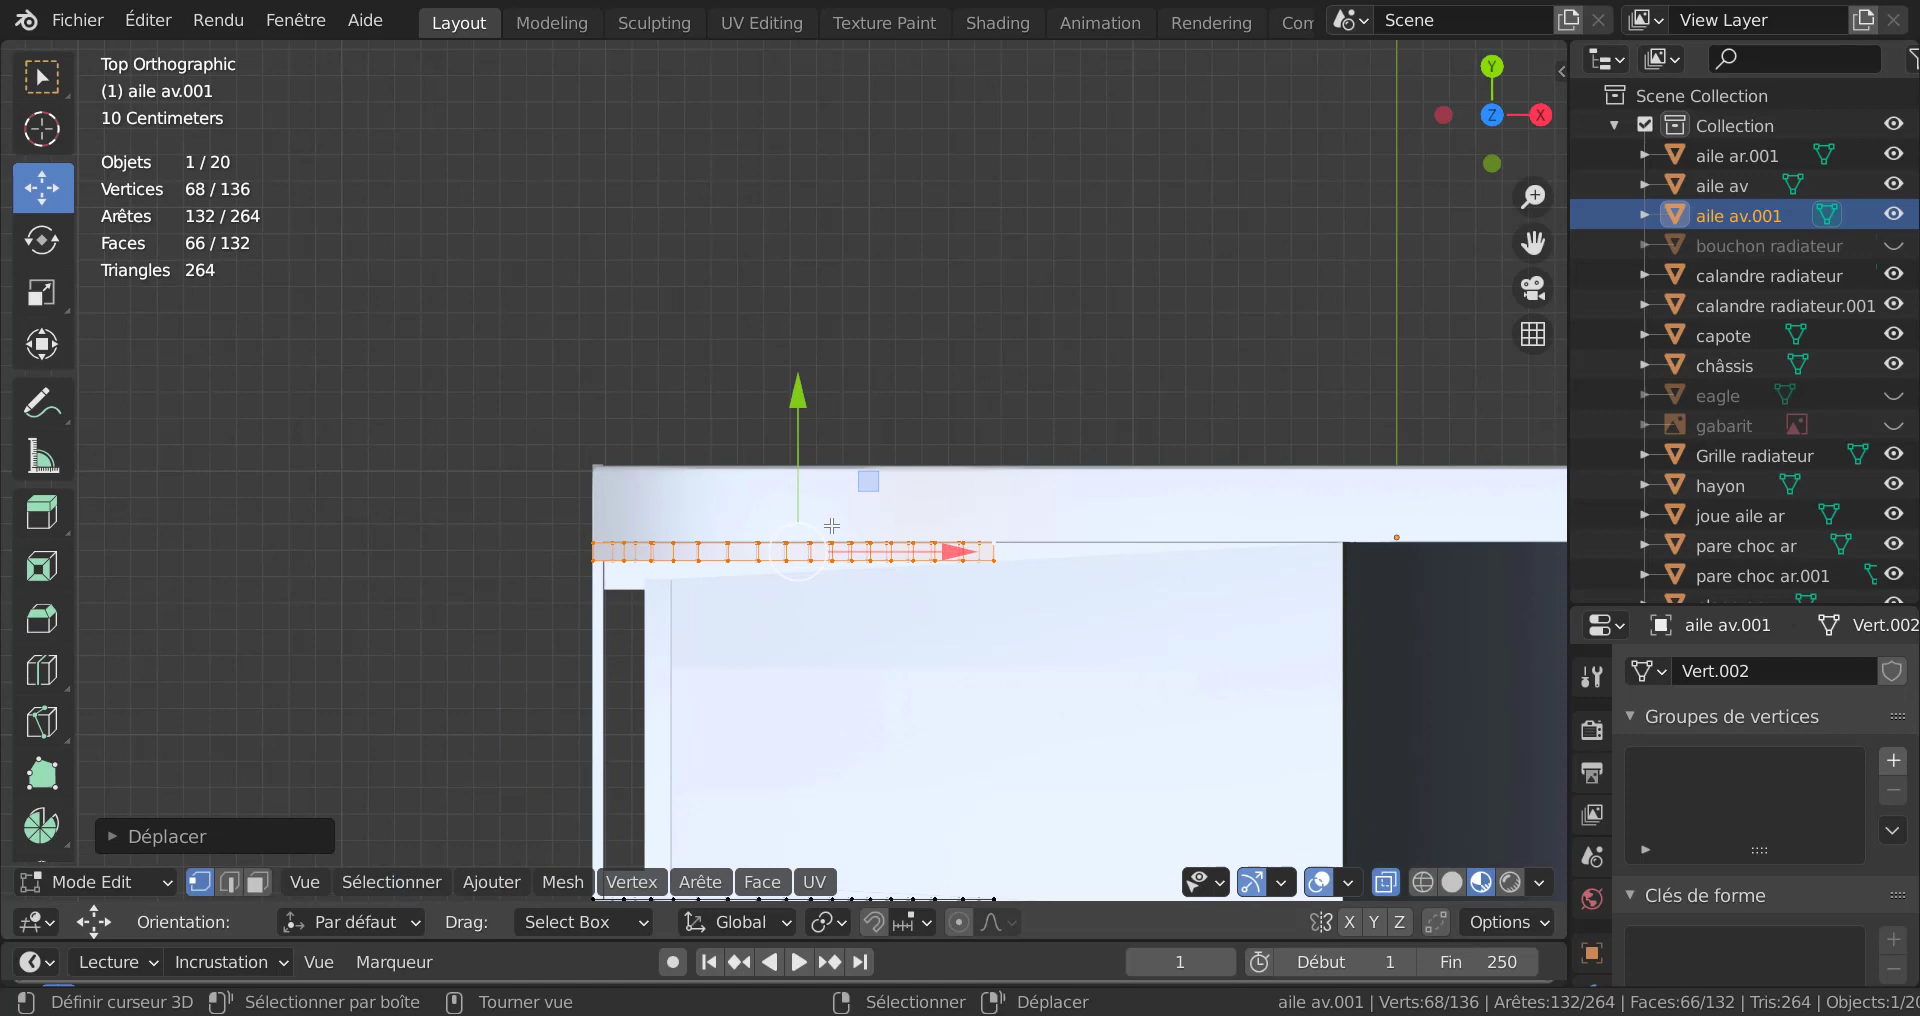 Fichier Éditer Rendu Fenêtre Aide Layout Modeling Sculpting UV Editing Texture Paint Shading Animation Rendering Com Scene View Layer
Top Orthographic
(1) aile av.001
10 Centimeters
Objets 1 / 20
Vertices 68 / 136
Arêtes 132 / 264
Faces 66 / 132
Triangles 264
Y
Z X
Scene Collection
Collection
aile ar.001
aile av
aile av.001
bouchon radiateur
calandre radiateur
calandre radiateur.001
capote
châssis
eagle
gabarit
Grille radiateur
hayon
joue aile ar
pare choc ar
pare choc ar.001
aile av.001 Vert.002
Vert.002
Groupes de vertices
Clés de forme
Déplacer
Mode Edit Vue Sélectionner Ajouter Mesh Vertex Arête Face UV
Orientation: Par défaut Drag: Select Box Global X Y Z Options
Lecture Incrustation Vue Marqueur 1 Début 1 Fin 250
Définir curseur 3D Sélectionner par boîte Tourner vue Sélectionner Déplacer aile av.001 | Verts:68/136 | Arêtes:132/264 | Faces:66/132 | Tris:264 | Objects:1/20